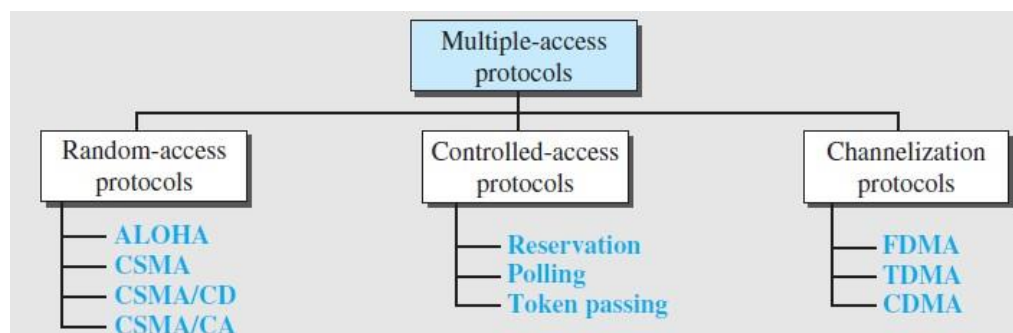 Multiple-access
protocols
Random-access
protocols
ALOHA
CSMA
CSMA/CD
CSMA/CA
Controlled-access
protocols
Reservation
Polling
Token passing
Channelization
protocols
FDMA
TDMA
CDMA